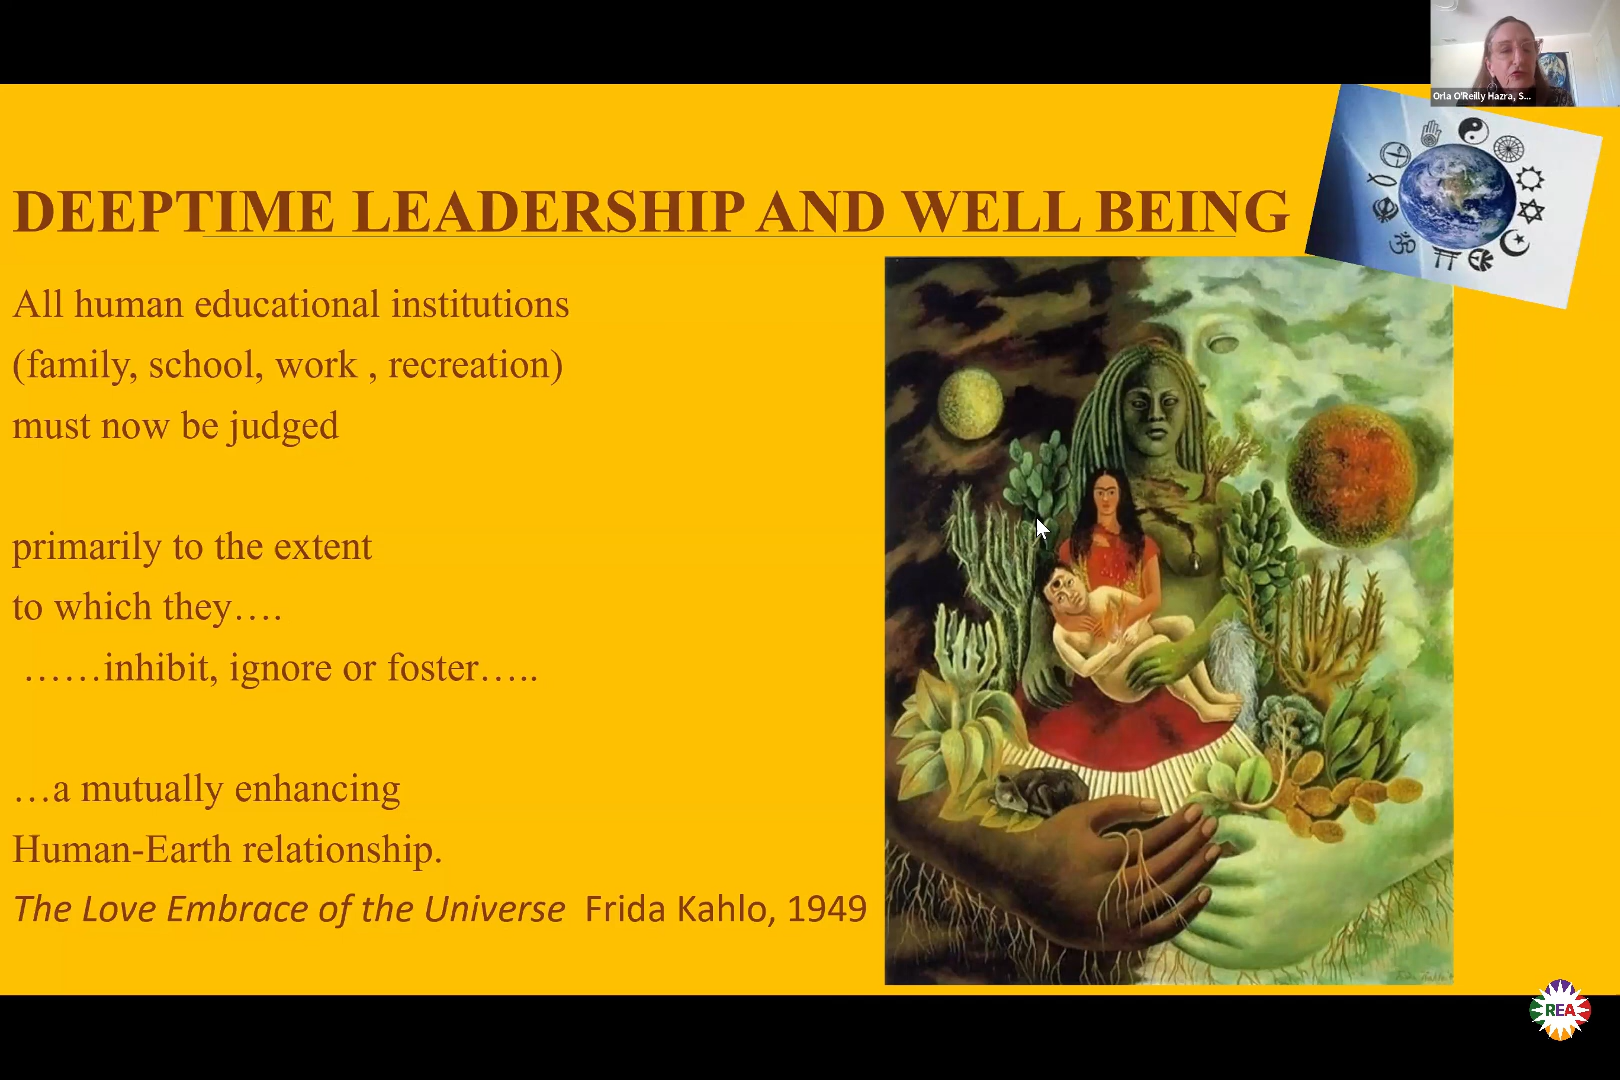 Orla O'Reilly Hazra, S...
DEEPTIME LEADERSHIP AND WELL BEING
All human educational institutions
(family, school, work , recreation)
must now be judged
primarily to the extent
to which they….
……inhibit, ignore or foster…..
…a mutually enhancing
Human-Earth relationship.
The Love Embrace of the Universe Frida Kahlo, 1949
REA